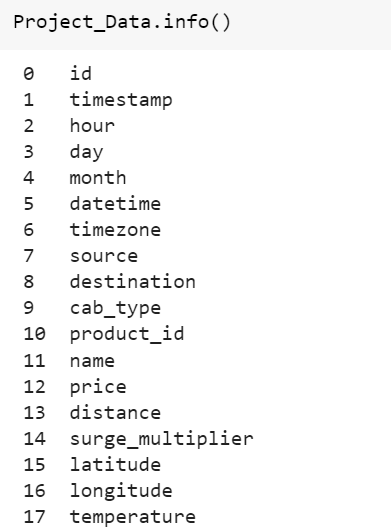 Project_Data.info()
0 id
1 timestamp
2 hour
3 day
4 month
5 datetime
6 timezone
7 source
8 destination
9 cab_type
10 product_id
11 name
12 price
13 distance
14 surge_multiplier
15 latitude
16 longitude
17 temperature